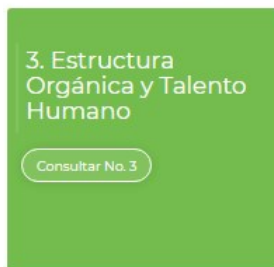 3. Estructura
Orgánica y Talento
Humano
Consultar No. 3